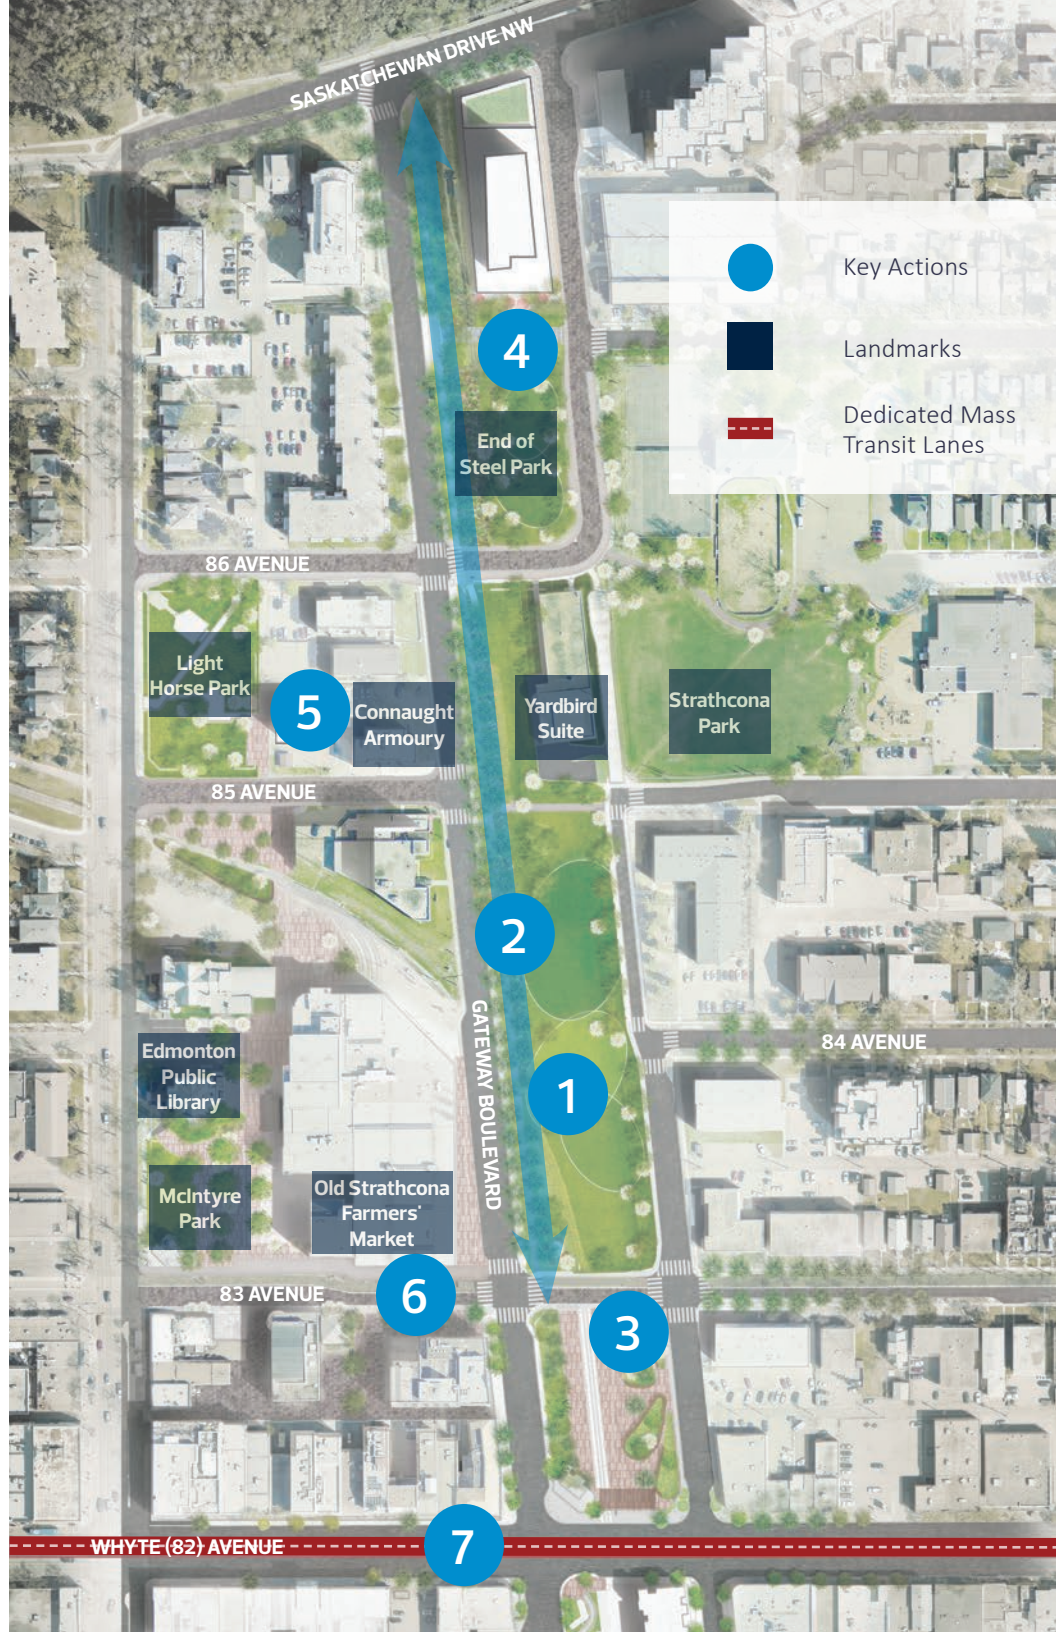 SASKATCHEWAN DRIVE NW
Key Actions
Landmarks
Dedicated Mass
Transit Lanes
4
End of
Steel Park
86 AVENUE
Light
Horse Park
5
Connaught
Armoury
Yardbird
Suite
Strathcona
Park
85 AVENUE
2
GATEWAY BOULEVARD
84 AVENUE
Edmonton
Public
Library
1
McIntyre
Park
Old Strathcona
Farmers'
Market
83 AVENUE
6
3
WHYTE (82) AVENUE
7